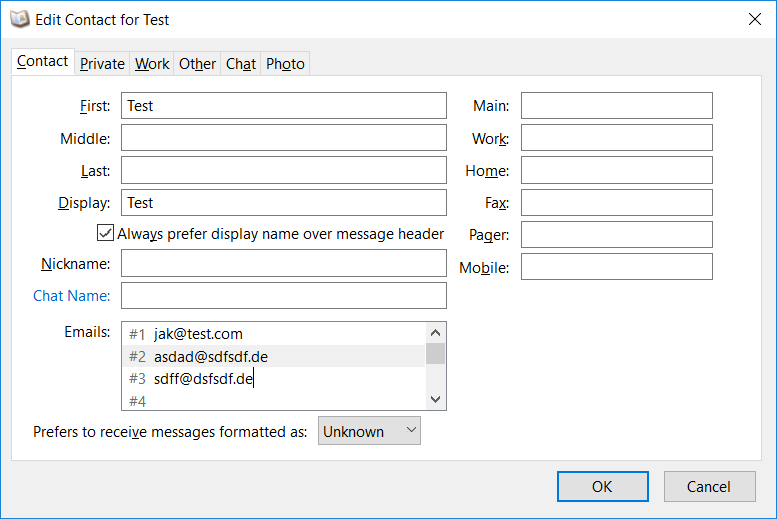 Edit Contact for Test
Contact Private Work Other Chat Photo
First: Test
Middle:
Last:
Display: Test
Always prefer display name over message header
Nickname:
Chat Name:
Emails:
#1 jak@test.com
#2 asdad@sdfsdf.de
#3 sdff@dsfsdf.de
#4
Prefers to receive messages formatted as: Unknown
Main:
Work:
Home:
Fax:
Pager:
Mobile:
OK Cancel